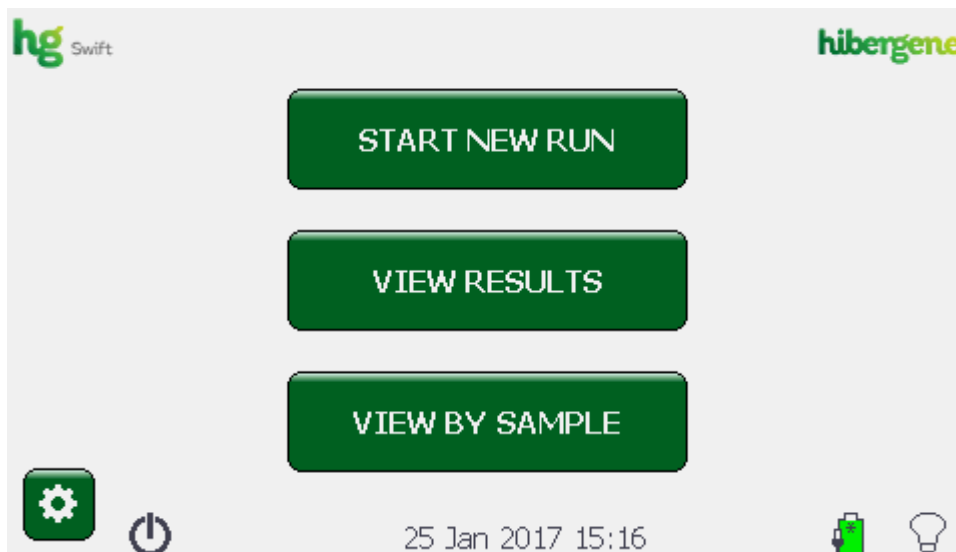 hg Swift
hibergene
START NEW RUN
VIEW RESULTS
VIEW BY SAMPLE
25 Jan 2017 15:16